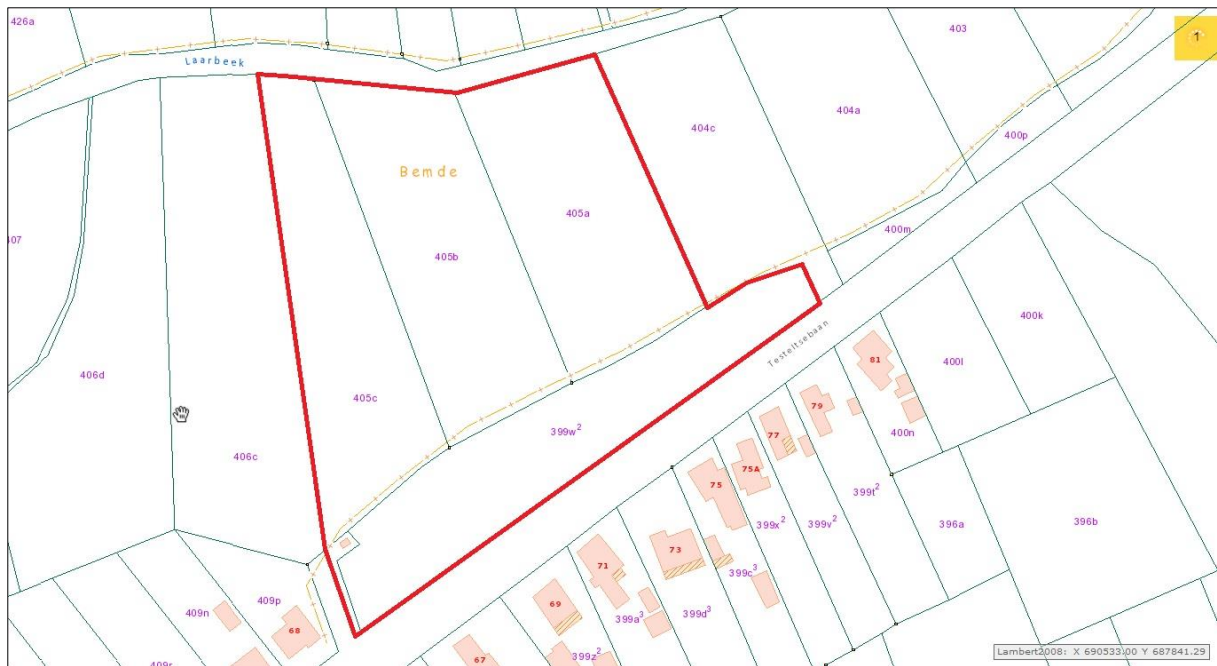 426a
403
1
Laarbeek
404c
404a
400p
Bemde
405a
407
400m
405b
400k
Testeltsebaan
400l
81
406d
405c
79
399w²
77
400n
406c
75A
75
399t²
399x²
399v²
396a
396b
73
71
399c³
409p
409n
69
399a³
399d³
68
67
399z²
Lambert2008: X 690533.00 Y 687841.29